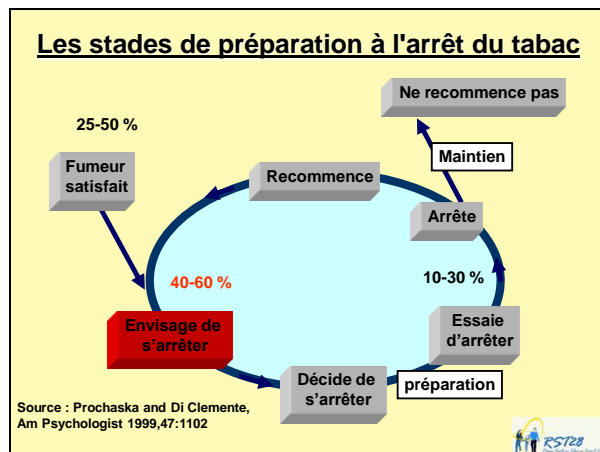 Les stades de préparation à l'arrêt du tabac
Ne recommence pas
25-50 %
Maintien
Fumeur
satisfait
Recommence
Arrête
40-60 %
10-30 %
Envisage de
s'arrêter
Essaie
d'arrêter
Décide de
s'arrêter
préparation
Source : Prochaska and Di Clemente,
Am Psychologist 1999,47:1102
RST28